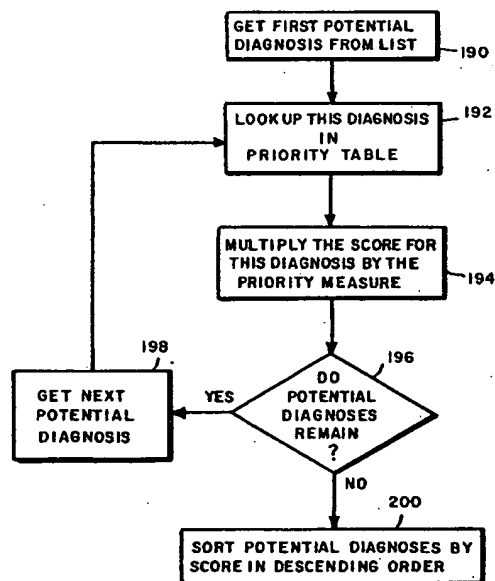 GET FIRST POTENTIAL
DIAGNOSIS FROM LIST
190
192
LOOKUP THIS DIAGNOSIS
IN
PRIORITY TABLE
MULTIPLY THE SCORE FOR
THIS DIAGNOSIS BY THE
PRIORITY MEASURE
194
196
DO
POTENTIAL
DIAGNOSES
REMAIN
?
YES
198
GET NEXT
POTENTIAL
DIAGNOSIS
NO
200
SORT POTENTIAL DIAGNOSES BY
SCORE IN DESCENDING ORDER